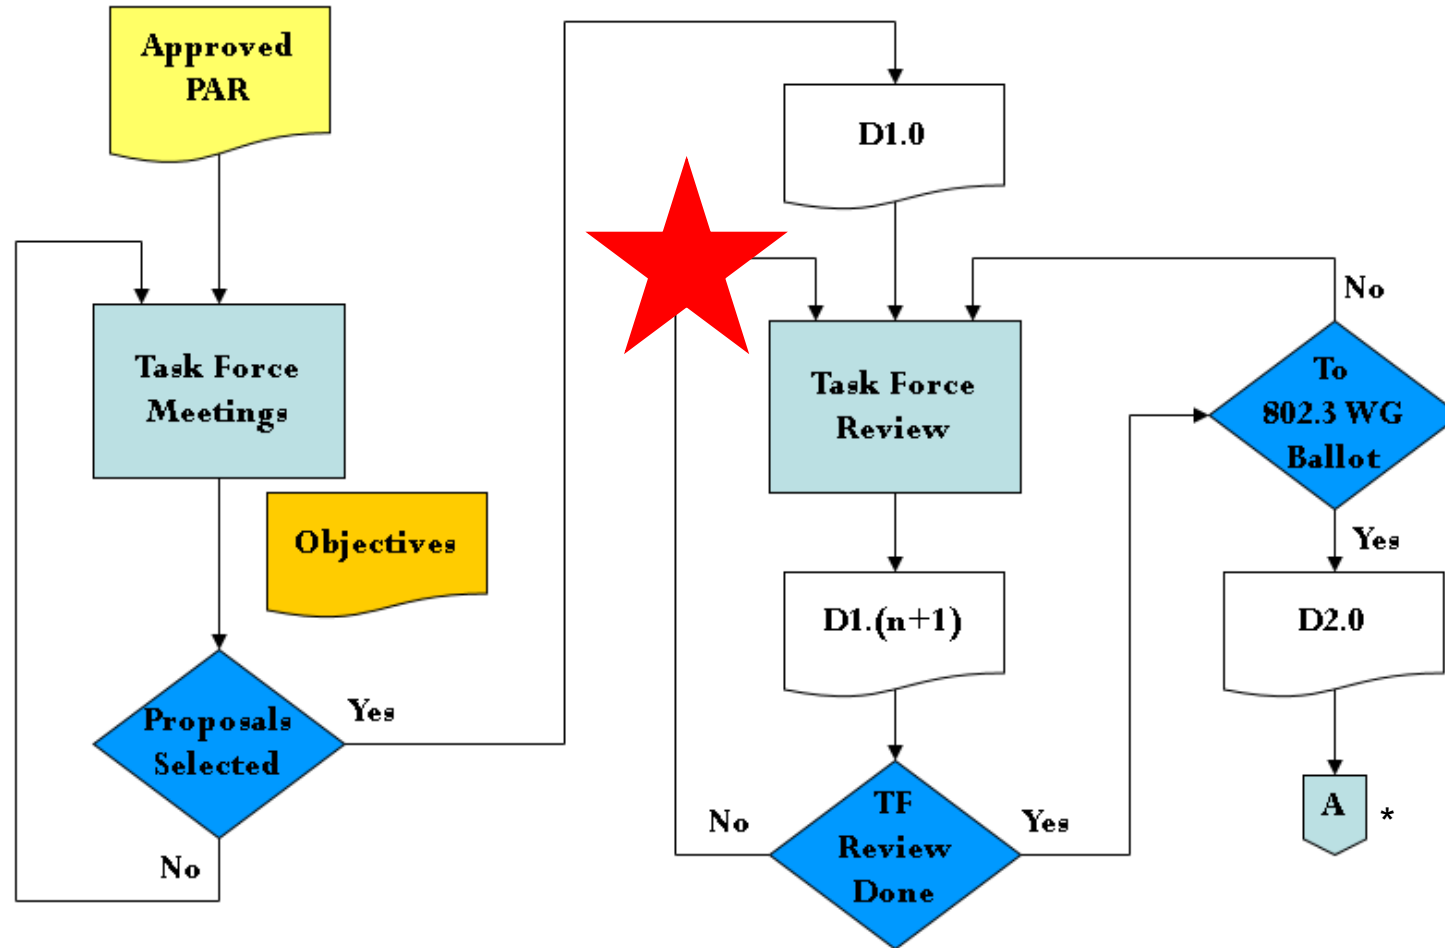 Approved
PAR
Task Force
Meetings
Objectives
Proposals
Selected
Yes
No
D1.0
Task Force
Review
D1.(n+1)
TF
Review
Done
No
Yes
To
802.3 WG
Ballot
No
Yes
D2.0
A *